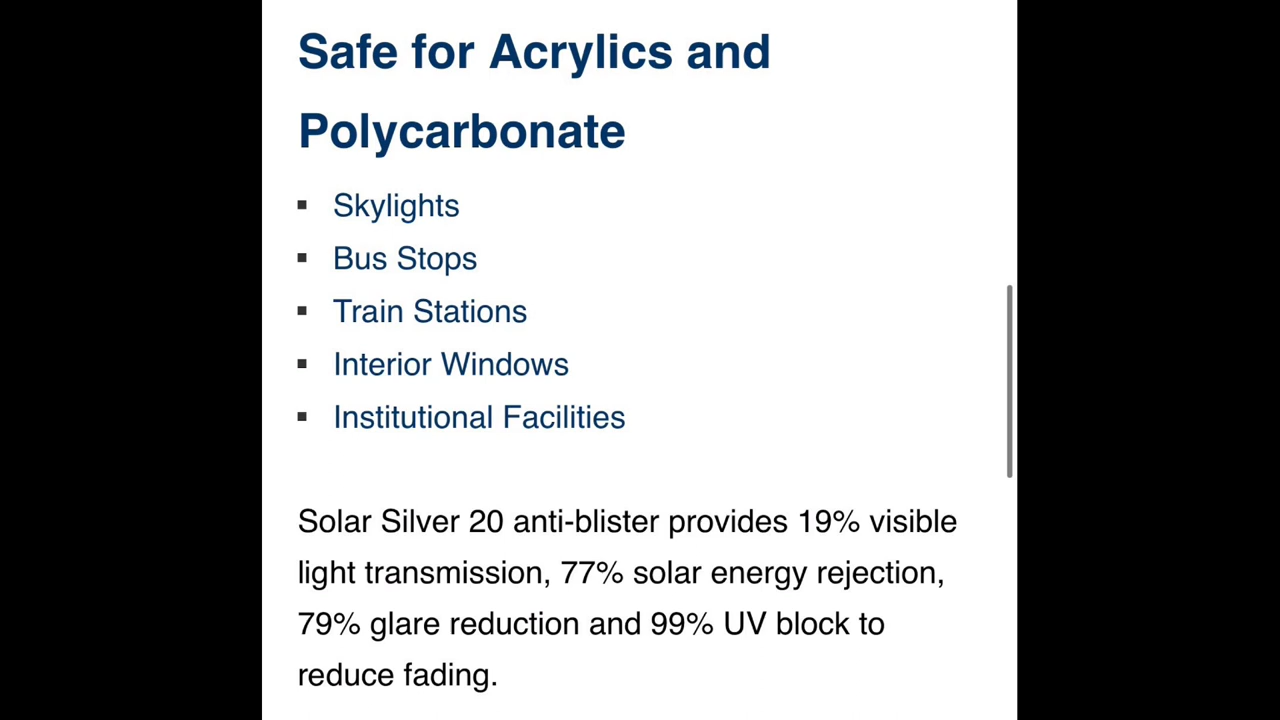 Safe for Acrylics and
Polycarbonate
▪ Skylights
▪ Bus Stops
▪ Train Stations
▪ Interior Windows
▪ Institutional Facilities
Solar Silver 20 anti-blister provides 19% visible
light transmission, 77% solar energy rejection,
79% glare reduction and 99% UV block to
reduce fading.